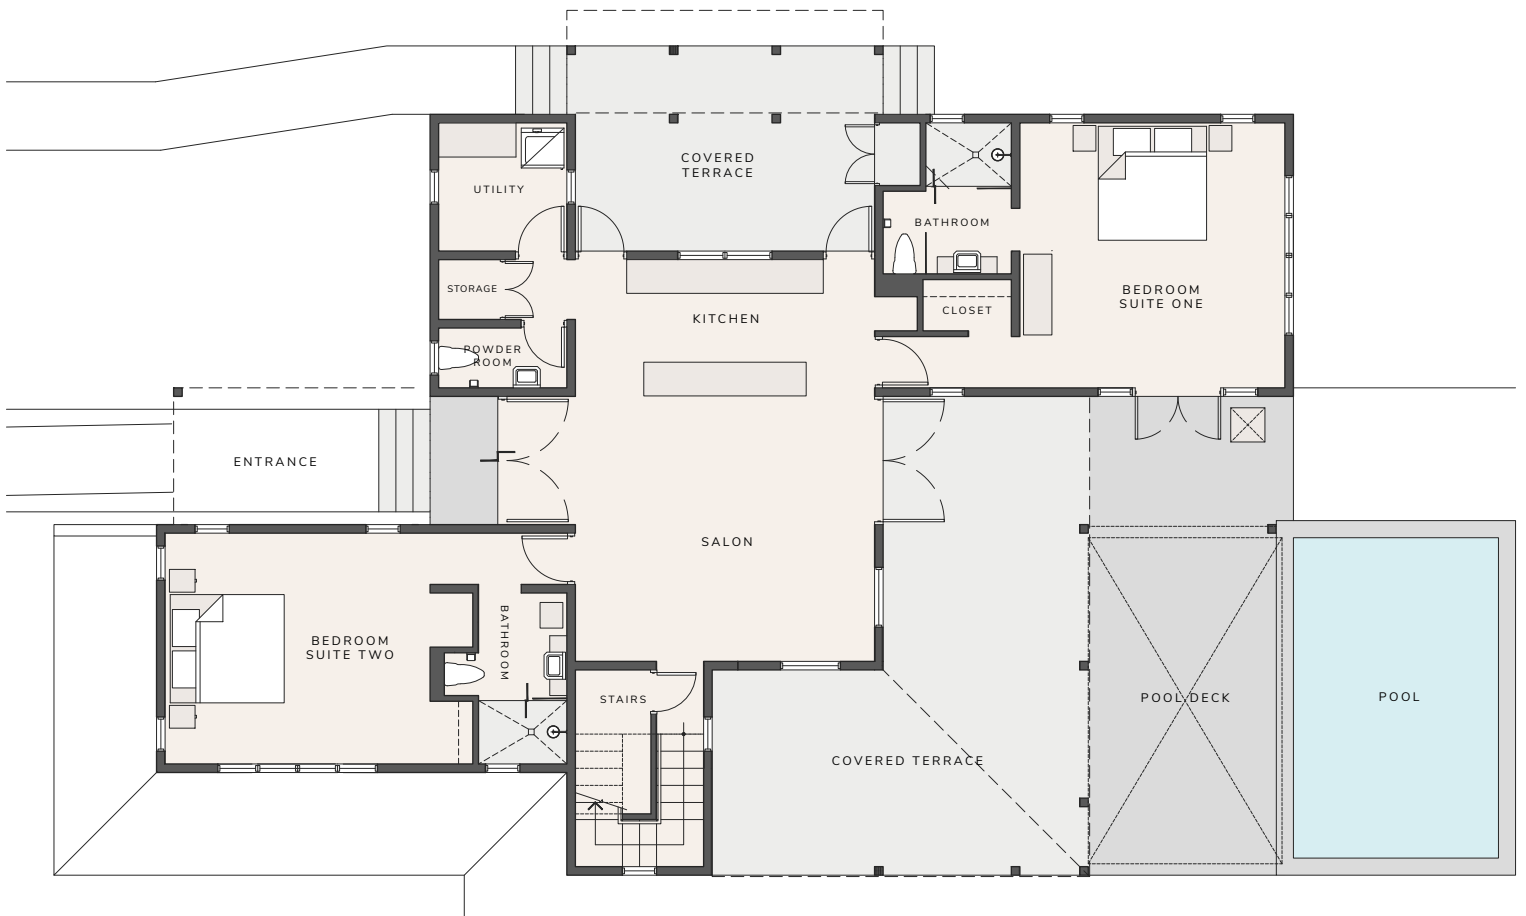 COVERED
TERRACE
UTILITY
BATHROOM
STORAGE
BEDROOM
SUITE ONE
CLOSET
KITCHEN
POWDER
ROOM
ENTRANCE
SALON
BATHROOM
BEDROOM
SUITE TWO
STAIRS
POOL DECK
POOL
COVERED TERRACE